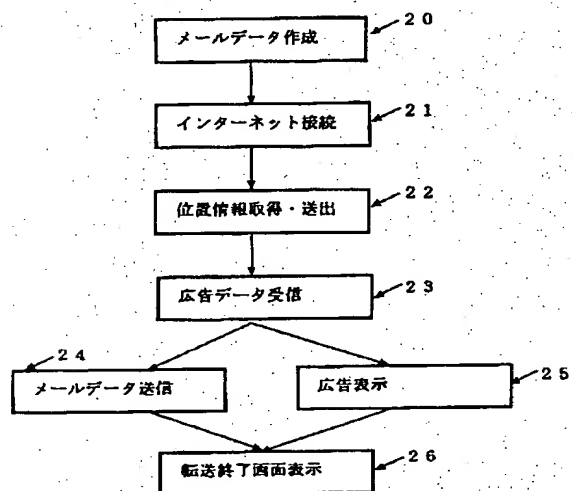 20
メールデータ作成
21
インターネット接続
22
位置情報取得・送出
23
広告データ受信
24
メールデータ送信
広告表示
25
転送終了画面表示
26